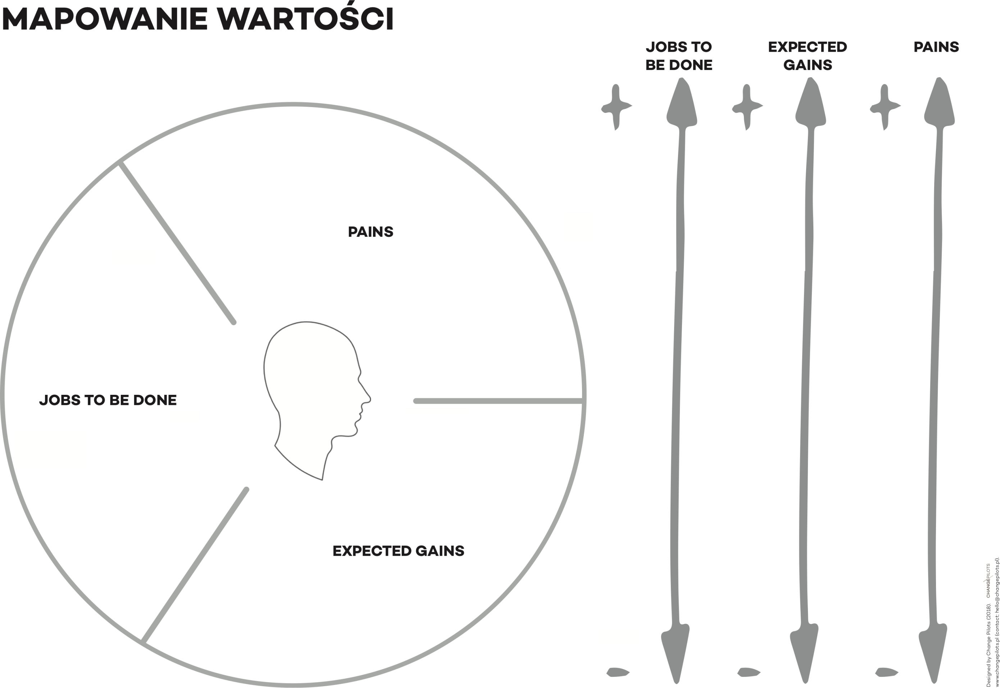 MAPOWANIE WARTOŚCI
JOBS TO
BE DONE
EXPECTED
GAINS
PAINS
PAINS
JOBS TO BE DONE
EXPECTED GAINS
Designed by Change Pilots (2018). CHANGEPILOTS
www.changepilots.pl (contact: hello@changepilots.pl).